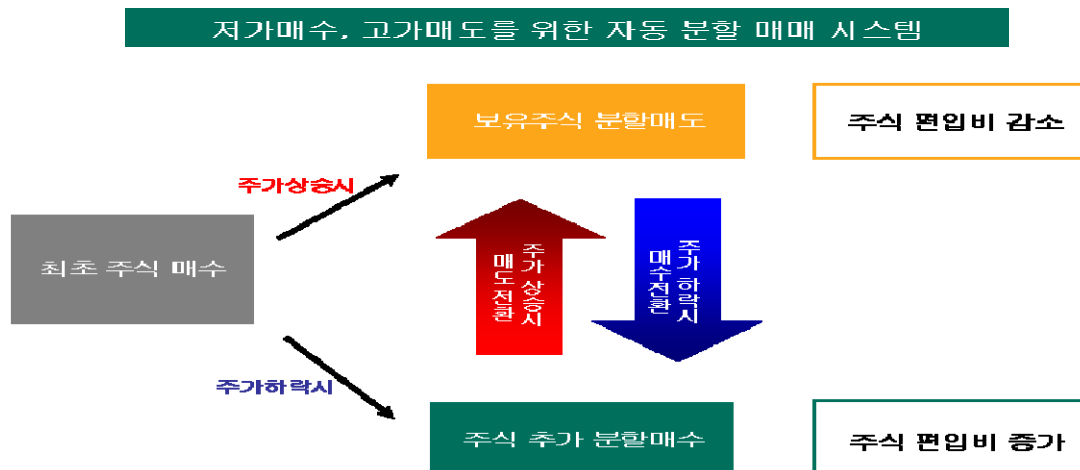 저가매수, 고가매도를 위한 자동 분할 매매 시스템
보유주식 분할매도
주식 편입비 감소
주가상승시
최초 주식 매수
주가 상승시
매도전환
주가 하락시
매수전환
주가하락시
주식 추가 분할매수
주식 편입비 증가